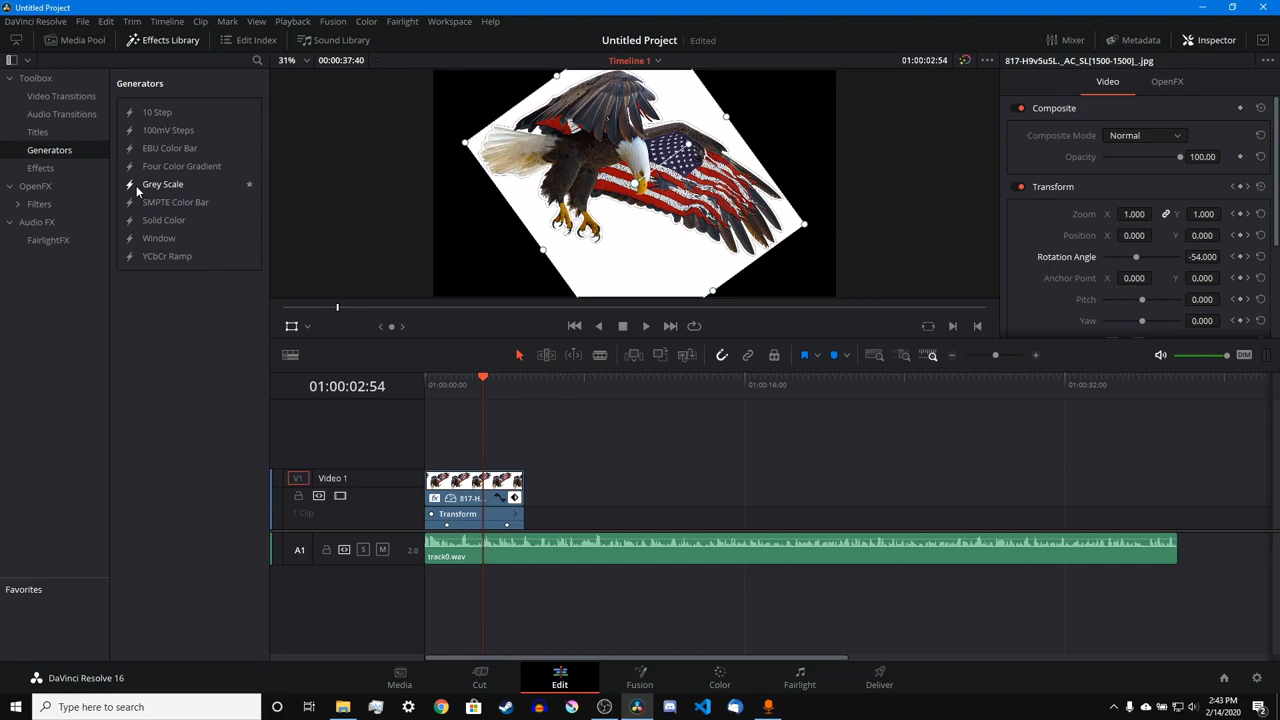 Untitled Project
DaVinci Resolve File Edit Trim Timeline Clip Mark View Playback Fusion Color Fairlight Workspace Help
Media Pool Effects Library Edit Index Sound Library Untitled Project Edited Mixer Metadata Inspector
31% 00:00:37:40 Timeline 1 01:00:02:54 817-H9v5u5L._AC_SL[1500-1500]_.jpg
Toolbox
Video Transitions
Audio Transitions
Titles
Generators
Effects
OpenFX
Filters
Audio FX
FairlightFX
Favorites
Generators
10 Step
100mV Steps
EBU Color Bar
Four Color Gradient
Grey Scale
SMPTE Color Bar
Solid Color
Window
YCbCr Ramp
Video OpenFX
Composite
Composite Mode Normal
Opacity 100.00
Transform
Zoom X 1.000 Y 1.000
Position X 0.000 Y 0.000
Rotation Angle -54.000
Anchor Point X 0.000 Y 0.000
Pitch 0.000
Yaw 0.000
DIM
01:00:02:54 01:00:00:00 01:00:16:00 01:00:32:00
V1 Video 1
1 Clip
fx 817-H...
Transform
A1 S M 2.0
track0.wav
DaVinci Resolve 16
Media Cut Edit Fusion Color Fairlight Deliver
Type here to search
2:43 PM
2/14/2020
2